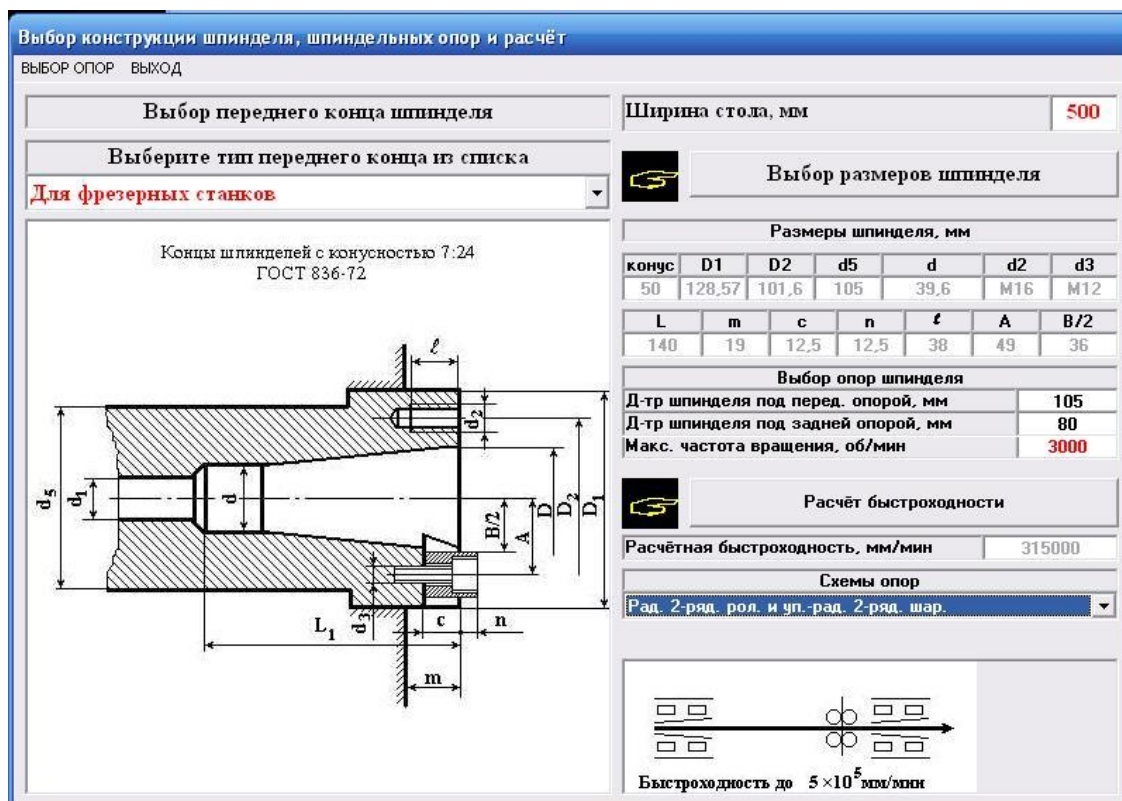 Выбор конструкции шпинделя, шпиндельных опор и расчёт
ВЫБОР ОПОР ВЫХОД
Выбор переднего конца шпинделя
Выберите тип переднего конца из списка
Для фрезерных станков
Концы шпинделей с конусностью 7:24
ГОСТ 836-72
ℓ
d2
d5
d1
d
B/2
A
D
D2
D1
d3
L1
c
n
m
Ширина стола, мм 500
Выбор размеров шпинделя
Размеры шпинделя, мм
конус D1 D2 d5 d d2 d3
50 128,57 101,6 105 39,6 M16 M12
L m c n ℓ A B/2
140 19 12,5 12,5 38 49 36
Выбор опор шпинделя
Д-тр шпинделя под перед. опорой, мм 105
Д-тр шпинделя под задней опорой, мм 80
Макс. частота вращения, об/мин 3000
Расчёт быстроходности
Расчётная быстроходность, мм/мин 315000
Схемы опор
Рад. 2-ряд. рол. и уп.-рад. 2-ряд. шар.
Быстроходность до 5×10⁵мм/мин